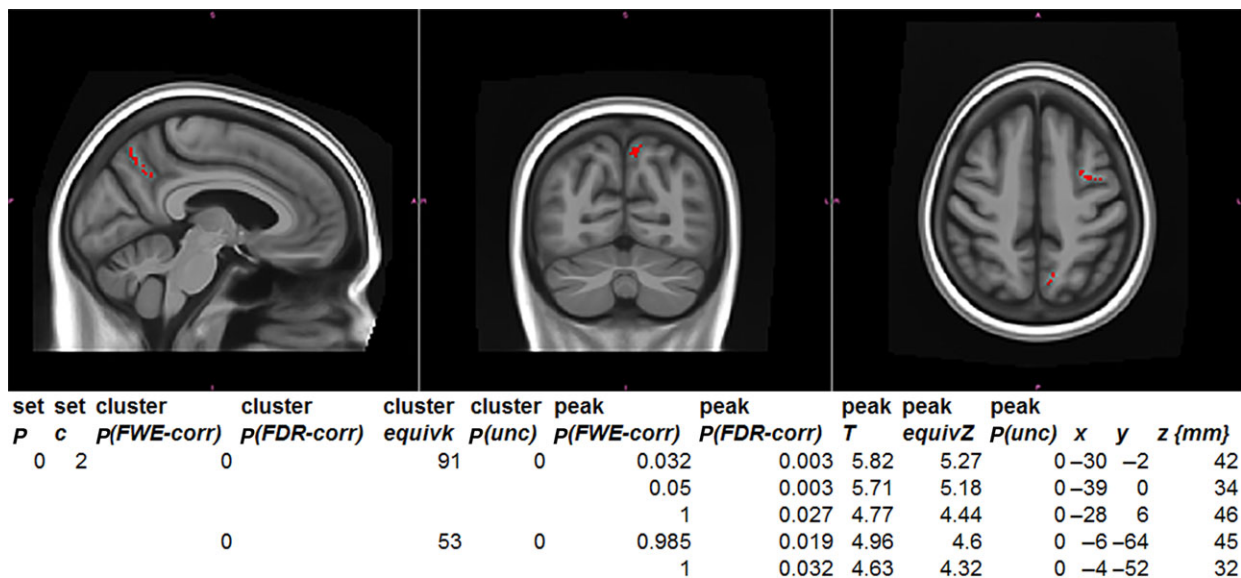 S S A
A A R L L
I I P
set set cluster cluster cluster cluster peak peak peak peak peak
P c P(FWE-corr) P(FDR-corr) equivk P(unc) P(FWE-corr) P(FDR-corr) T equivZ P(unc) x y z {mm}
0 2 0 91 0 0.032 0.003 5.82 5.27 0 –30 –2 42
0.05 0.003 5.71 5.18 0 –39 0 34
1 0.027 4.77 4.44 0 –28 6 46
0 53 0 0.985 0.019 4.96 4.6 0 –6 –64 45
1 0.032 4.63 4.32 0 –4 –52 32